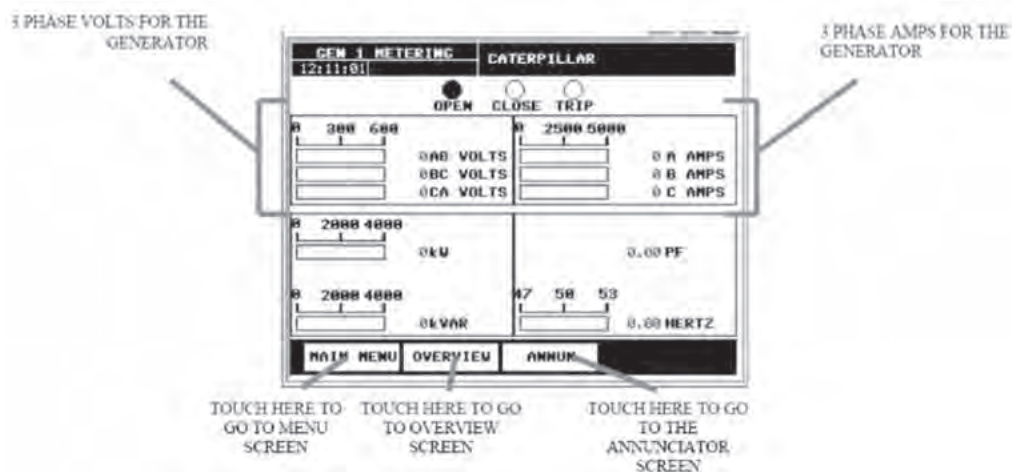 3 PHASE VOLTS FOR THE
GENERATOR
3 PHASE AMPS FOR THE
GENERATOR
GEN 1 METERING
CATERPILLAR
12:11:01
OPEN CLOSE TRIP
0 300 600
0 2500 5000
0AB VOLTS
0 A AMPS
0BC VOLTS
0 B AMPS
0CA VOLTS
0 C AMPS
0 2000 4000
0kW
0.00 PF
0 2000 4000
47 50 53
0kVAR
0.00 HERTZ
MAIN MENU OVERVIEW ANNUN
TOUCH HERE TO
GO TO MENU
SCREEN
TOUCH HERE TO GO
TO OVERVIEW
SCREEN
TOUCH HERE TO GO
TO THE
ANNUNCIATOR
SCREEN